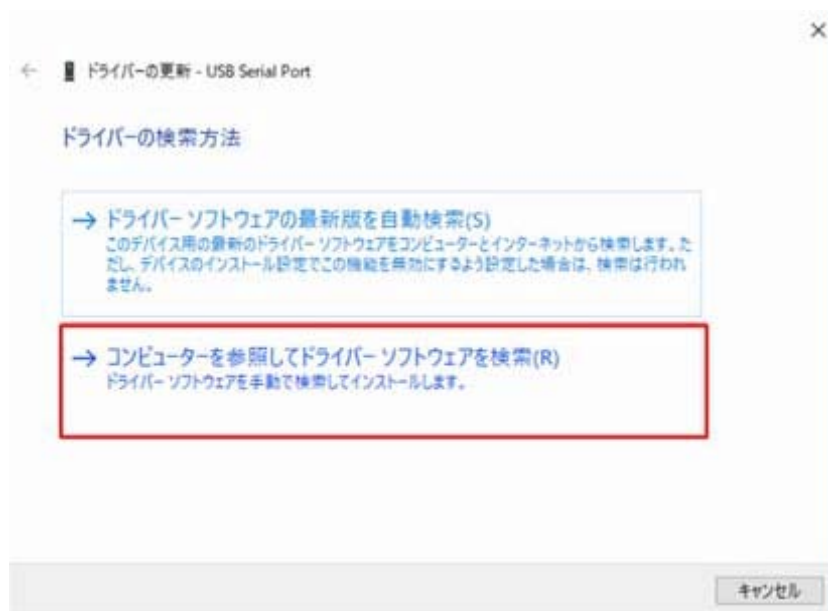 ドライバーの更新 - USB Serial Port
ドライバーの検索方法
→ ドライバー ソフトウェアの最新版を自動検索(S)
このデバイス用の最新のドライバー ソフトウェアをコンピューターとインターネットから検索します。た
だし、デバイスのインストール設定でこの機能を無効にするよう設定した場合は、検索は行われ
ません。
→ コンピューターを参照してドライバー ソフトウェアを検索(R)
ドライバー ソフトウェアを手動で検索してインストールします。
キャンセル